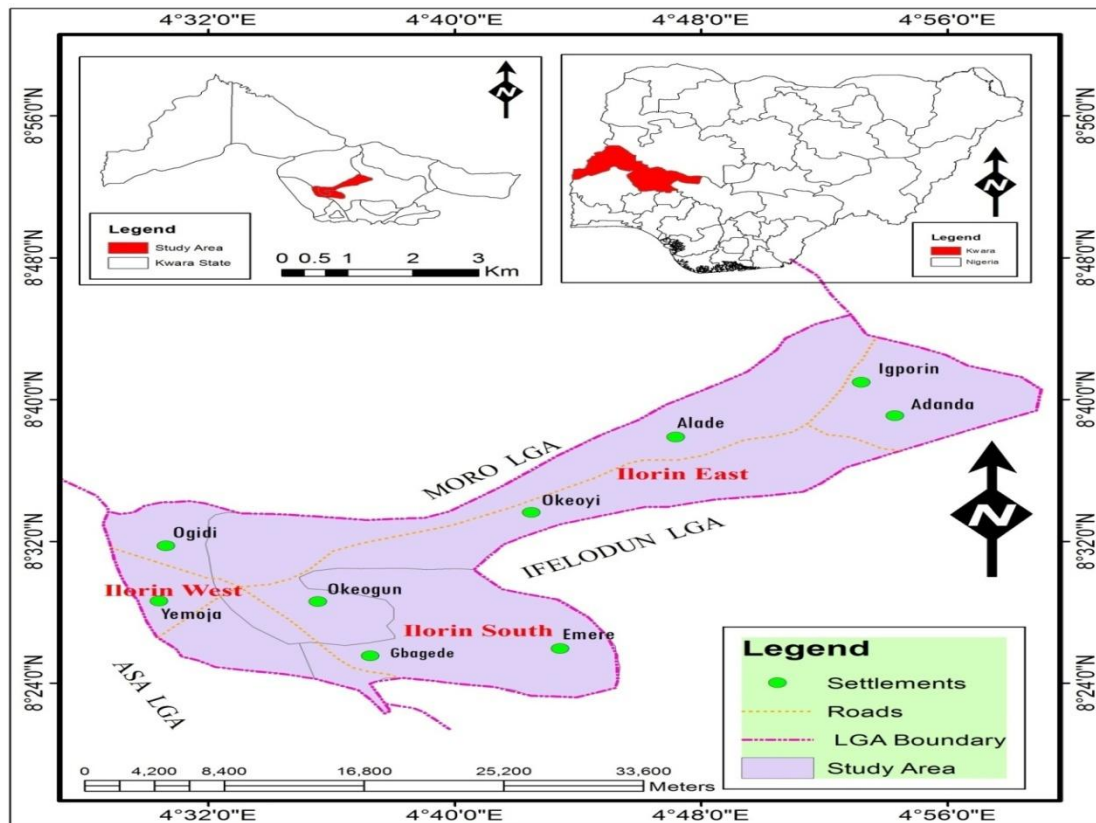 4°32'0"E 4°40'0"E 4°48'0"E 4°56'0"E
8°56'0"N
8°48'0"N
8°40'0"N
8°32'0"N
8°24'0"N
N
Legend
Study Area
Kwara State
0 0.5 1 2 3
Km
N
Legend
Kwara
Nigeria
8°56'0"N
8°48'0"N
8°40'0"N
8°32'0"N
8°24'0"N
Igporin
Adanda
Alade
MORO LGA
Ilorin East
Okeoyi
IFELODUN LGA
Ogidi
Ilorin West
Yemoja
Okeogun
Ilorin South
Emere
Gbagede
ASA LGA
N
Legend
Settlements
Roads
LGA Boundary
Study Area
0 4,200 8,400 16,800 25,200 33,600
Meters
4°32'0"E 4°40'0"E 4°48'0"E 4°56'0"E